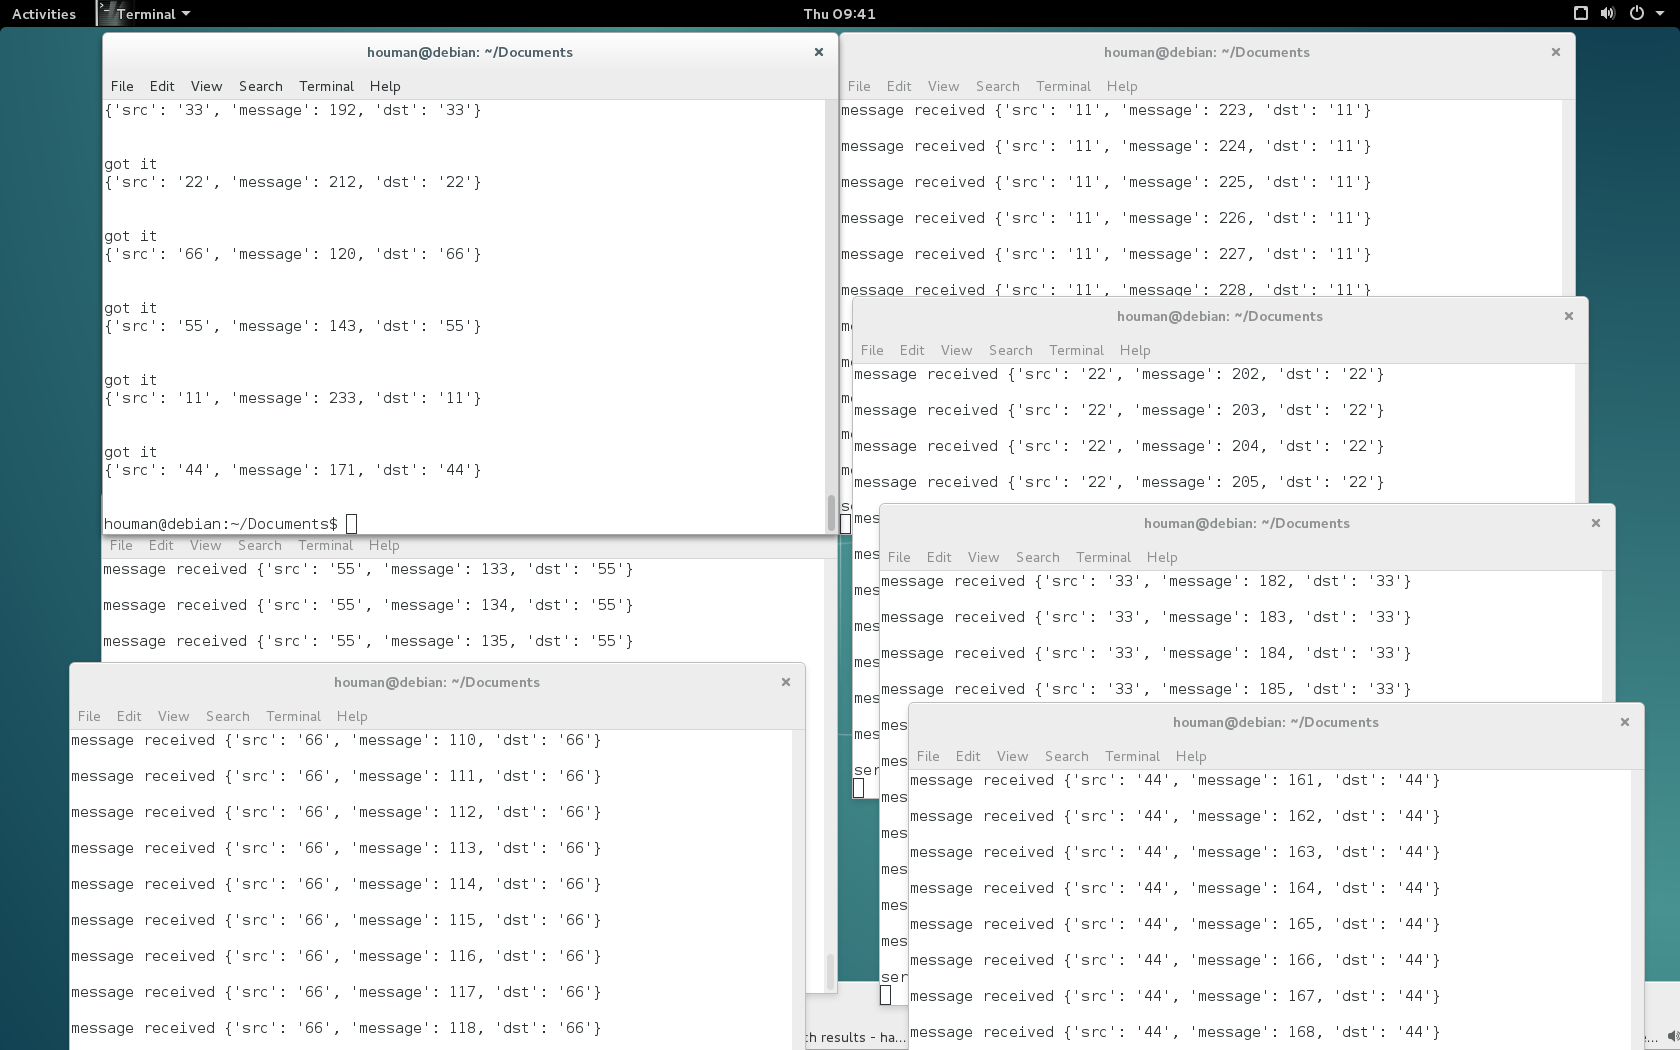 Activities
Terminal
Thu 09:41
houman@debian: ~/Documents
File Edit View Search Terminal Help
{'src': '33', 'message': 192, 'dst': '33'}
got it
{'src': '22', 'message': 212, 'dst': '22'}
got it
{'src': '66', 'message': 120, 'dst': '66'}
got it
{'src': '55', 'message': 143, 'dst': '55'}
got it
{'src': '11', 'message': 233, 'dst': '11'}
got it
{'src': '44', 'message': 171, 'dst': '44'}
houman@debian:~/Documents$
houman@debian: ~/Documents
File Edit View Search Terminal Help
message received {'src': '11', 'message': 223, 'dst': '11'}
message received {'src': '11', 'message': 224, 'dst': '11'}
message received {'src': '11', 'message': 225, 'dst': '11'}
message received {'src': '11', 'message': 226, 'dst': '11'}
message received {'src': '11', 'message': 227, 'dst': '11'}
message received {'src': '11', 'message': 228, 'dst': '11'}
houman@debian: ~/Documents
File Edit View Search Terminal Help
message received {'src': '22', 'message': 202, 'dst': '22'}
message received {'src': '22', 'message': 203, 'dst': '22'}
message received {'src': '22', 'message': 204, 'dst': '22'}
message received {'src': '22', 'message': 205, 'dst': '22'}
mes
mes
mes
mes
mes
mes
mes
ser
houman@debian: ~/Documents
File Edit View Search Terminal Help
message received {'src': '33', 'message': 182, 'dst': '33'}
message received {'src': '33', 'message': 183, 'dst': '33'}
message received {'src': '33', 'message': 184, 'dst': '33'}
message received {'src': '33', 'message': 185, 'dst': '33'}
mes
mes
mes
mes
mes
mes
mes
ser
File Edit View Search Terminal Help
message received {'src': '55', 'message': 133, 'dst': '55'}
message received {'src': '55', 'message': 134, 'dst': '55'}
message received {'src': '55', 'message': 135, 'dst': '55'}
houman@debian: ~/Documents
File Edit View Search Terminal Help
message received {'src': '66', 'message': 110, 'dst': '66'}
message received {'src': '66', 'message': 111, 'dst': '66'}
message received {'src': '66', 'message': 112, 'dst': '66'}
message received {'src': '66', 'message': 113, 'dst': '66'}
message received {'src': '66', 'message': 114, 'dst': '66'}
message received {'src': '66', 'message': 115, 'dst': '66'}
message received {'src': '66', 'message': 116, 'dst': '66'}
message received {'src': '66', 'message': 117, 'dst': '66'}
message received {'src': '66', 'message': 118, 'dst': '66'}
houman@debian: ~/Documents
File Edit View Search Terminal Help
message received {'src': '44', 'message': 161, 'dst': '44'}
message received {'src': '44', 'message': 162, 'dst': '44'}
message received {'src': '44', 'message': 163, 'dst': '44'}
message received {'src': '44', 'message': 164, 'dst': '44'}
message received {'src': '44', 'message': 165, 'dst': '44'}
message received {'src': '44', 'message': 166, 'dst': '44'}
message received {'src': '44', 'message': 167, 'dst': '44'}
message received {'src': '44', 'message': 168, 'dst': '44'}
ch results - ha...